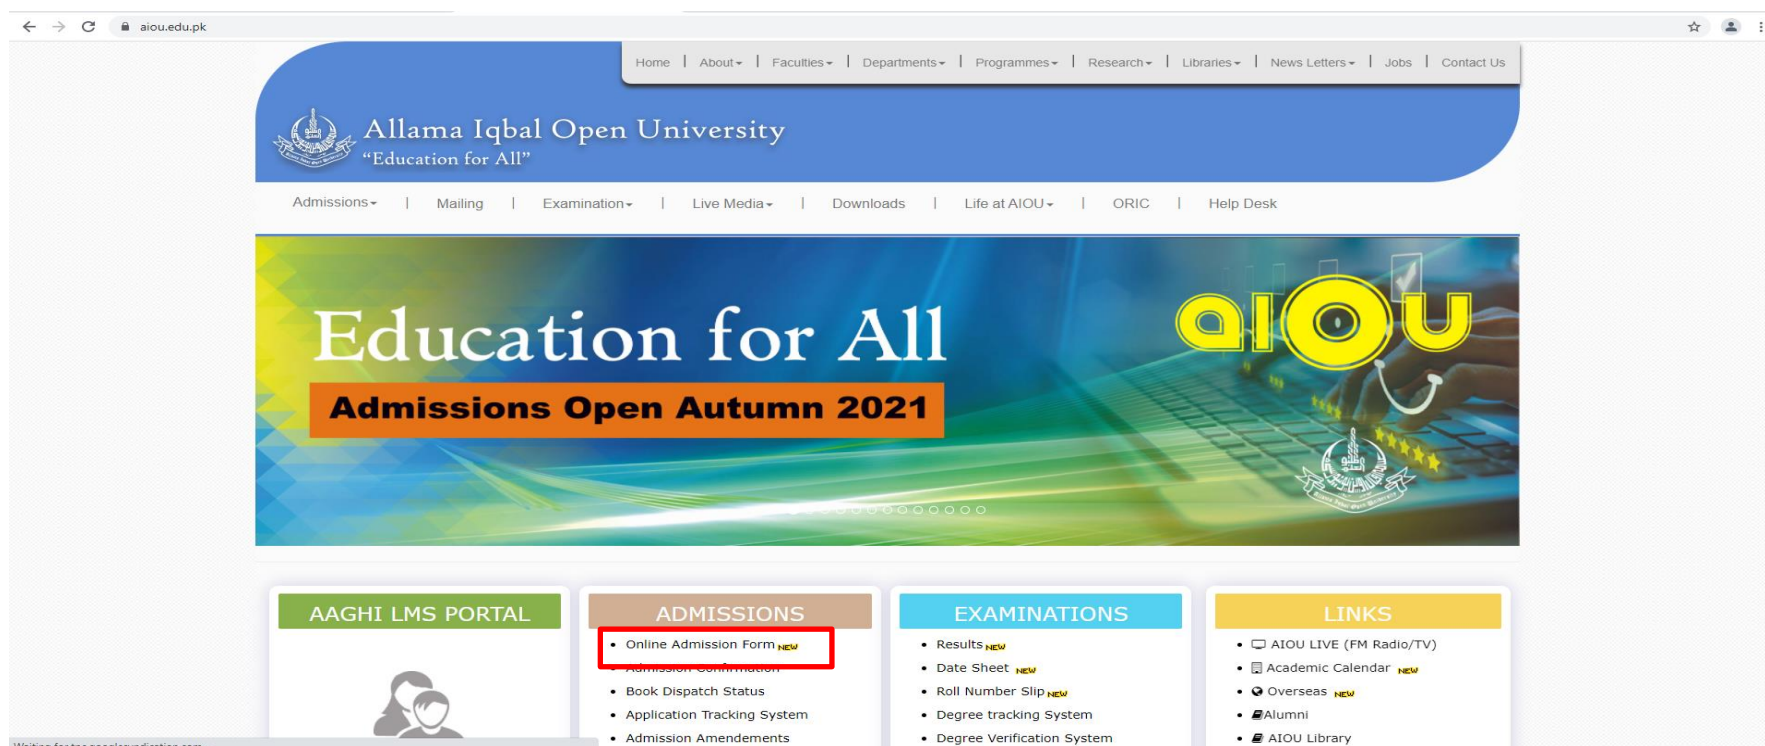 aiou.edu.pk
Home | About | Faculties | Departments | Programmes | Research | Libraries | News Letters | Jobs | Contact Us
Allama Iqbal Open University
“Education for All”
Admissions | Mailing | Examination | Live Media | Downloads | Life at AIOU | ORIC | Help Desk
Education for All
Admissions Open Autumn 2021
aiou
AAGHI LMS PORTAL
ADMISSIONS
Online Admission Form NEW
Admission Confirmation
Book Dispatch Status
Application Tracking System
Admission Amendements
EXAMINATIONS
Results NEW
Date Sheet NEW
Roll Number Slip NEW
Degree tracking System
Degree Verification System
LINKS
AIOU LIVE (FM Radio/TV)
Academic Calendar NEW
Overseas NEW
Alumni
AIOU Library